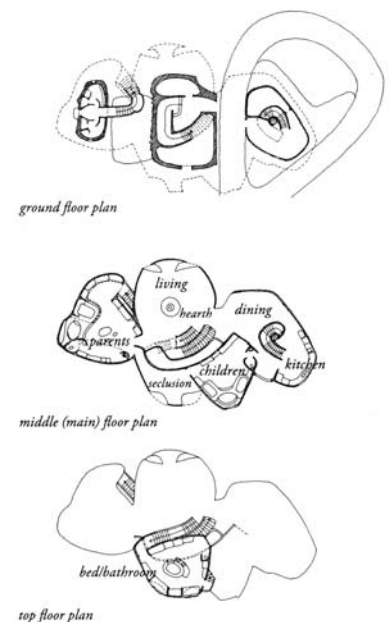 ground floor plan
living
hearth
dining
parents
kitchen
children
seclusion
middle (main) floor plan
bed/bathroom
top floor plan